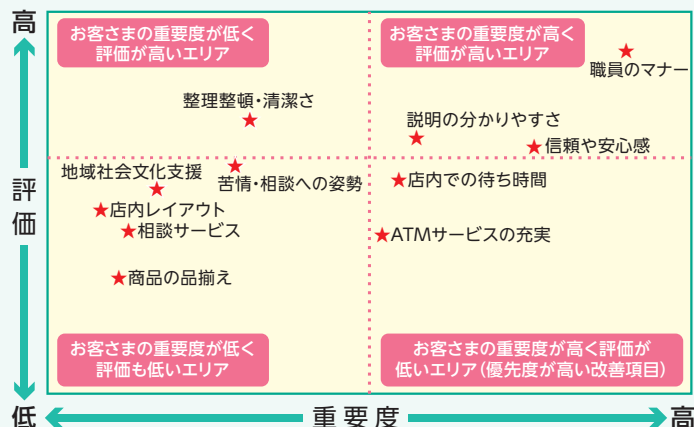 高
お客さまの重要度が低く
評価が高いエリア
お客さまの重要度が高く
評価が高いエリア
★
職員のマナー
整理整頓・清潔さ
★
説明の分かりやすさ
★
★信頼や安心感
評価
地域社会文化支援
★
★
苦情・相談への姿勢
★店内での待ち時間
★店内レイアウト
★相談サービス
★ATMサービスの充実
★商品の品揃え
お客さまの重要度が低く
評価も低いエリア
お客さまの重要度が高く評価が
低いエリア(優先度が高い改善項目)
低
重要度
高